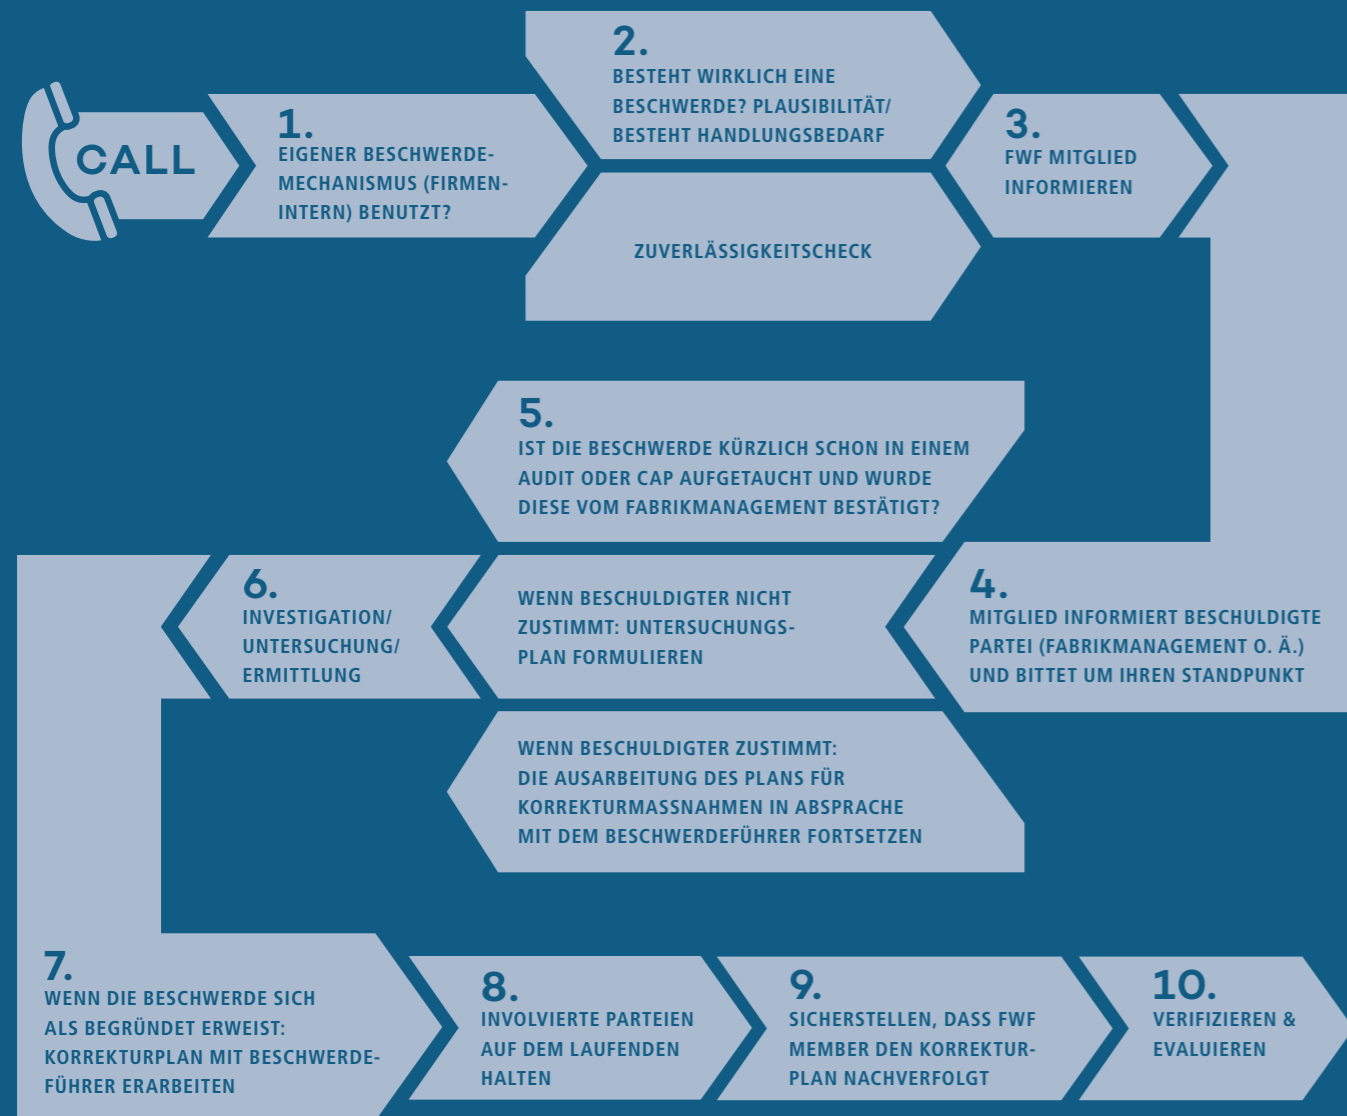 CALL
1.
EIGENER BESCHWERDE-
MECHANISMUS (FIRMEN-
INTERN) BENUTZT?
2.
BESTEHT WIRKLICH EINE
BESCHWERDE? PLAUSIBILITÄT/
BESTEHT HANDLUNGSBEDARF
ZUVERLÄSSIGKEITSCHECK
3.
FWF MITGLIED
INFORMIEREN
4.
MITGLIED INFORMIERT BESCHULDIGTE
PARTEI (FABRIKMANAGEMENT O. Ä.)
UND BITTET UM IHREN STANDPUNKT
5.
IST DIE BESCHWERDE KÜRZLICH SCHON IN EINEM
AUDIT ODER CAP AUFGETAUCHT UND WURDE
DIESE VOM FABRIKMANAGEMENT BESTÄTIGT?
WENN BESCHULDIGTER NICHT
ZUSTIMMT: UNTERSUCHUNGS-
PLAN FORMULIEREN
WENN BESCHULDIGTER ZUSTIMMT:
DIE AUSARBEITUNG DES PLANS FÜR
KORREKTURMASSNAHMEN IN ABSPRACHE
MIT DEM BESCHWERDEFÜHRER FORTSETZEN
6.
INVESTIGATION/
UNTERSUCHUNG/
ERMITTLUNG
7.
WENN DIE BESCHWERDE SICH
ALS BEGRÜNDET ERWEIST:
KORREKTURPLAN MIT BESCHWERDE-
FÜHRER ERARBEITEN
8.
INVOLVIERTE PARTEIEN
AUF DEM LAUFENDEN
HALTEN
9.
SICHERSTELLEN, DASS FWF
MEMBER DEN KORREKTUR-
PLAN NACHVERFOLGT
10.
VERIFIZIEREN &
EVALUIEREN